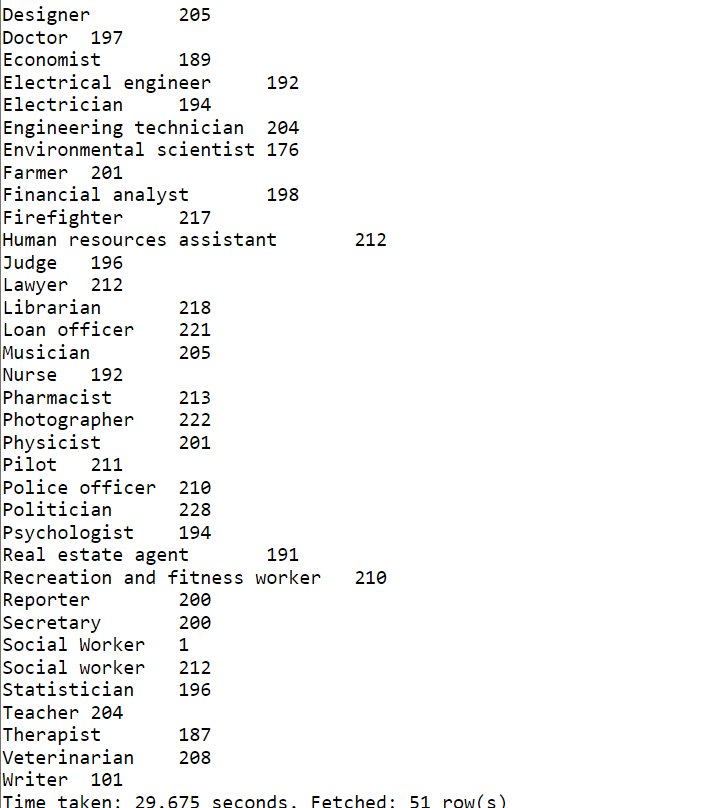 Designer	205
Doctor	197
Economist	189
Electrical engineer	192
Electrician	194
Engineering technician	204
Environmental scientist	176
Farmer	201
Financial analyst	198
Firefighter	217
Human resources assistant	212
Judge	196
Lawyer	212
Librarian	218
Loan officer	221
Musician	205
Nurse	192
Pharmacist	213
Photographer	222
Physicist	201
Pilot	211
Police officer	210
Politician	228
Psychologist	194
Real estate agent	191
Recreation and fitness worker	210
Reporter	200
Secretary	200
Social Worker	1
Social worker	212
Statistician	196
Teacher	204
Therapist	187
Veterinarian	208
Writer	101
Time taken: 29.675 seconds, Fetched: 51 row(s)